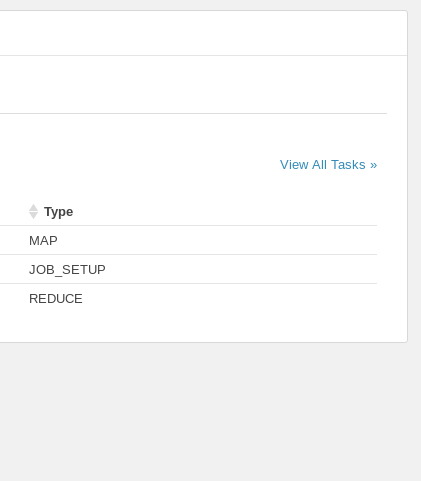 View All Tasks »
Type
MAP
JOB_SETUP
REDUCE